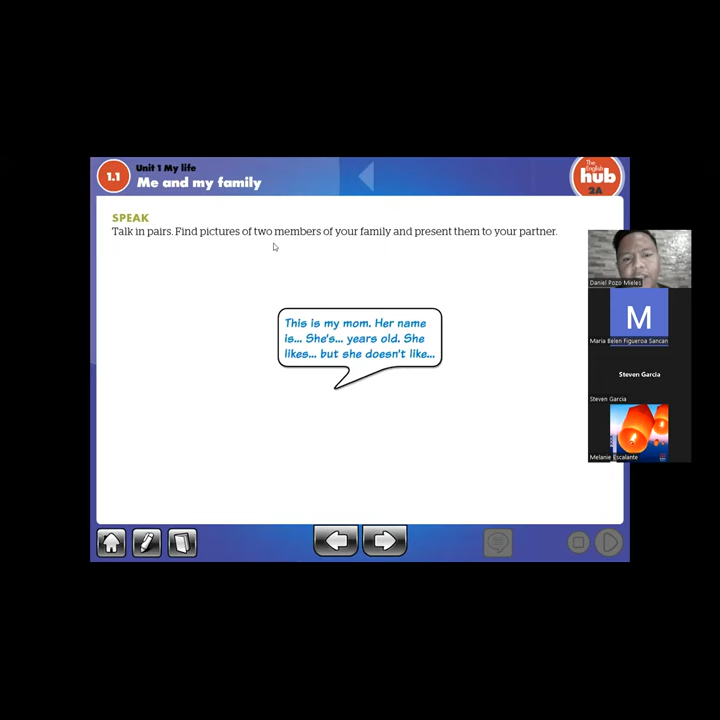 1.1
Unit 1 My life
Me and my family
The
English
hub
2A
SPEAK
Talk in pairs. Find pictures of two members of your family and present them to your partner.
This is my mom. Her name
is... She's... years old. She
likes... but she doesn't like...
Daniel Pozo Mieles
M
Maria Belen Figueroa Sancan
Steven Garcia
Steven Garcia
Melanie Escalante